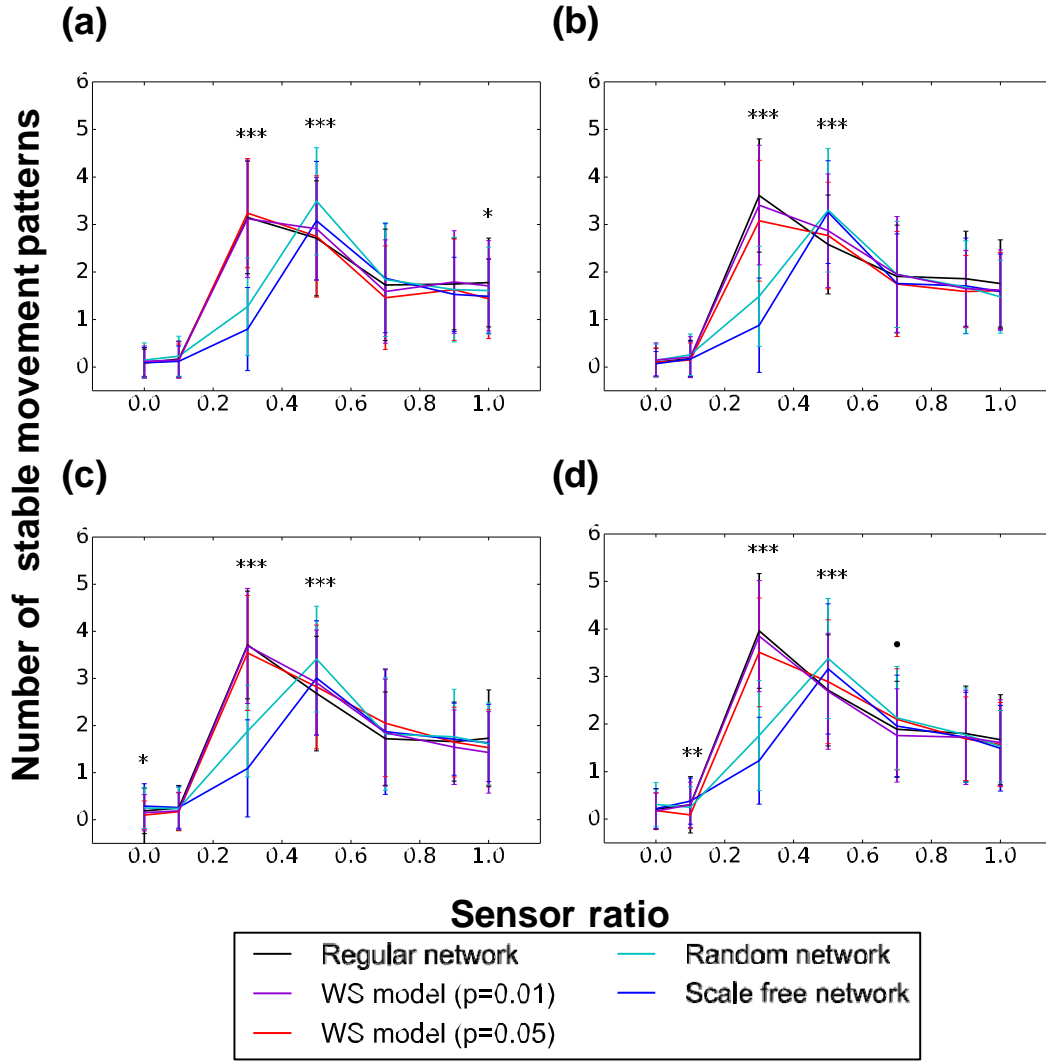 (a)
(b)
Number of stable movement patterns
6
5
4
3
2
1
0
***
***
*
0.0 0.2 0.4 0.6 0.8 1.0
6
5
4
3
2
1
0
***
***
0.0 0.2 0.4 0.6 0.8 1.0
(c)
(d)
6
5
4
3
2
1
0
*
***
***
0.0 0.2 0.4 0.6 0.8 1.0
6
5
4
3
2
1
0
**
***
***
•
0.0 0.2 0.4 0.6 0.8 1.0
Sensor ratio
Regular network
WS model (p=0.01)
WS model (p=0.05)
Random network
Scale free network